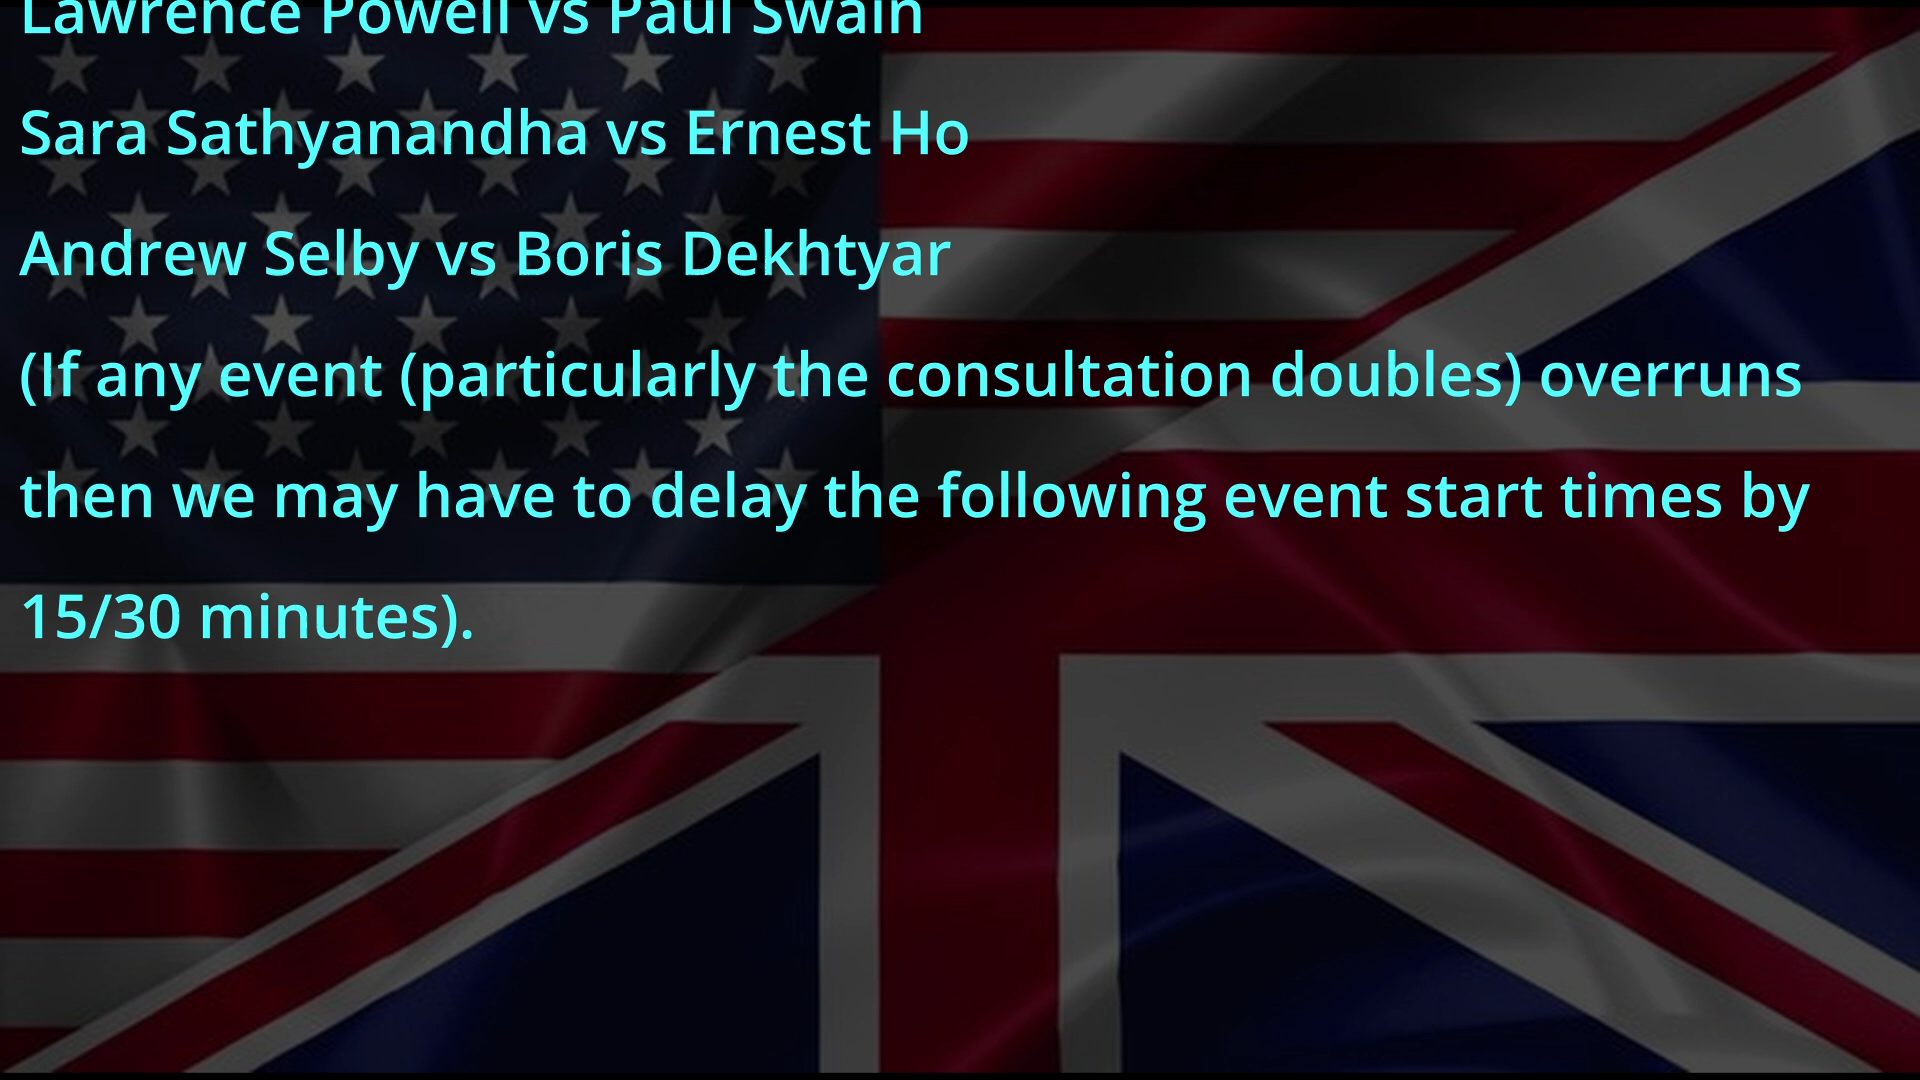 Lawrence Powell vs Paul Swain
Sara Sathyanandha vs Ernest Ho
Andrew Selby vs Boris Dekhtyar
(If any event (particularly the consultation doubles) overruns
then we may have to delay the following event start times by
15/30 minutes).